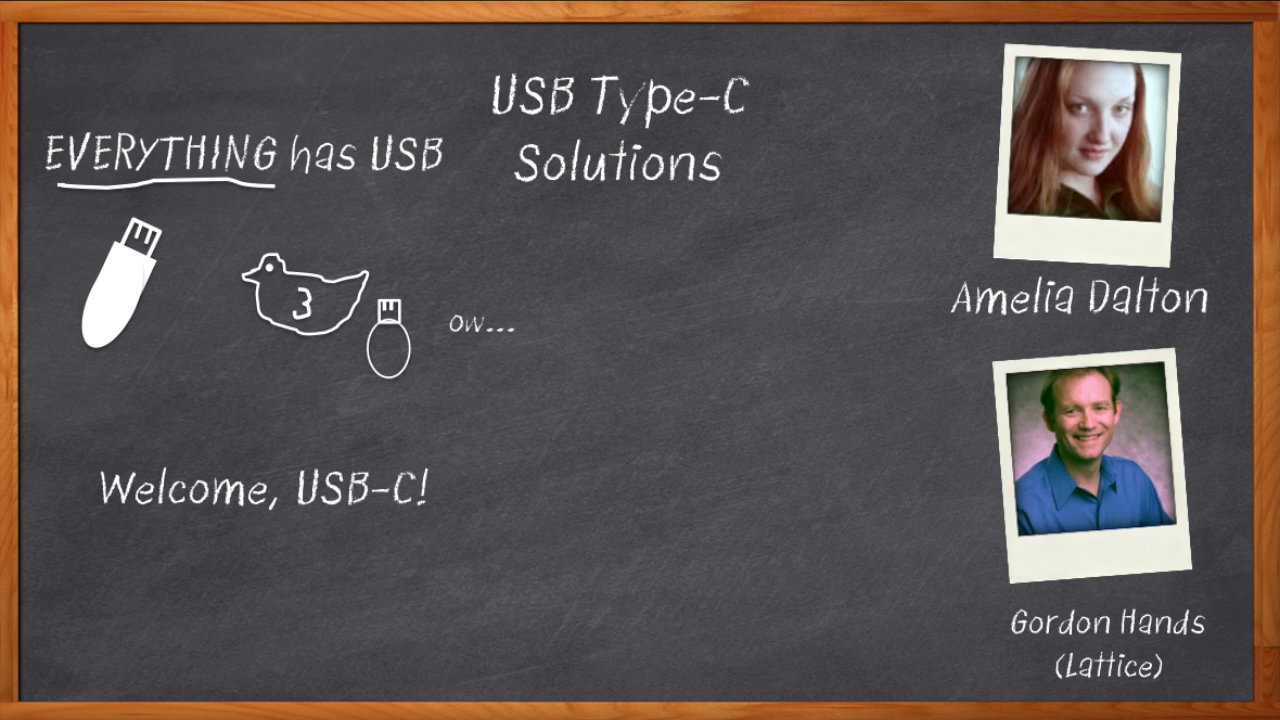 USB Type-C
Solutions
EVERYTHING has USB
3
ow...
Welcome, USB-C!
Amelia Dalton
Gordon Hands
(Lattice)